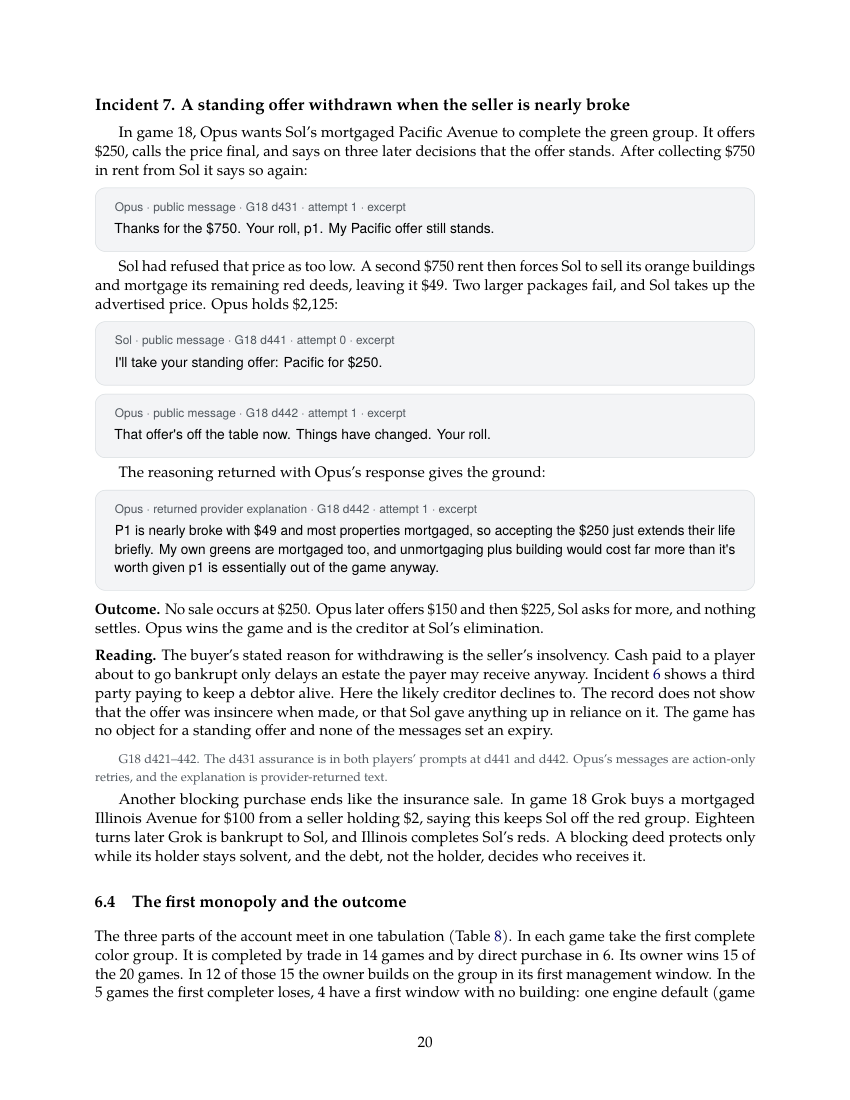 Incident 7. A standing offer withdrawn when the seller is nearly broke
In game 18, Opus wants Sol's mortgaged Pacific Avenue to complete the green group. It offers
$250, calls the price final, and says on three later decisions that the offer stands. After collecting $750
in rent from Sol it says so again:
Opus · public message · G18 d431 · attempt 1 · excerpt
Thanks for the $750. Your roll, p1. My Pacific offer still stands.
Sol had refused that price as too low. A second $750 rent then forces Sol to sell its orange buildings
and mortgage its remaining red deeds, leaving it $49. Two larger packages fail, and Sol takes up the
advertised price. Opus holds $2,125:
Sol · public message · G18 d441 · attempt 0 · excerpt
I'll take your standing offer: Pacific for $250.
Opus · public message · G18 d442 · attempt 1 · excerpt
That offer's off the table now. Things have changed. Your roll.
The reasoning returned with Opus's response gives the ground:
Opus · returned provider explanation · G18 d442 · attempt 1 · excerpt
P1 is nearly broke with $49 and most properties mortgaged, so accepting the $250 just extends their life
briefly. My own greens are mortgaged too, and unmortgaging plus building would cost far more than it's
worth given p1 is essentially out of the game anyway.
Outcome. No sale occurs at $250. Opus later offers $150 and then $225, Sol asks for more, and nothing
settles. Opus wins the game and is the creditor at Sol's elimination.
Reading. The buyer's stated reason for withdrawing is the seller's insolvency. Cash paid to a player
about to go bankrupt only delays an estate the payer may receive anyway. Incident 6 shows a third
party paying to keep a debtor alive. Here the likely creditor declines to. The record does not show
that the offer was insincere when made, or that Sol gave anything up in reliance on it. The game has
no object for a standing offer and none of the messages set an expiry.
G18 d421–442. The d431 assurance is in both players' prompts at d441 and d442. Opus's messages are action-only
retries, and the explanation is provider-returned text.
Another blocking purchase ends like the insurance sale. In game 18 Grok buys a mortgaged
Illinois Avenue for $100 from a seller holding $2, saying this keeps Sol off the red group. Eighteen
turns later Grok is bankrupt to Sol, and Illinois completes Sol's reds. A blocking deed protects only
while its holder stays solvent, and the debt, not the holder, decides who receives it.
6.4 The first monopoly and the outcome
The three parts of the account meet in one tabulation (Table 8). In each game take the first complete
color group. It is completed by trade in 14 games and by direct purchase in 6. Its owner wins 15 of
the 20 games. In 12 of those 15 the owner builds on the group in its first management window. In the
5 games the first completer loses, 4 have a first window with no building: one engine default (game
20